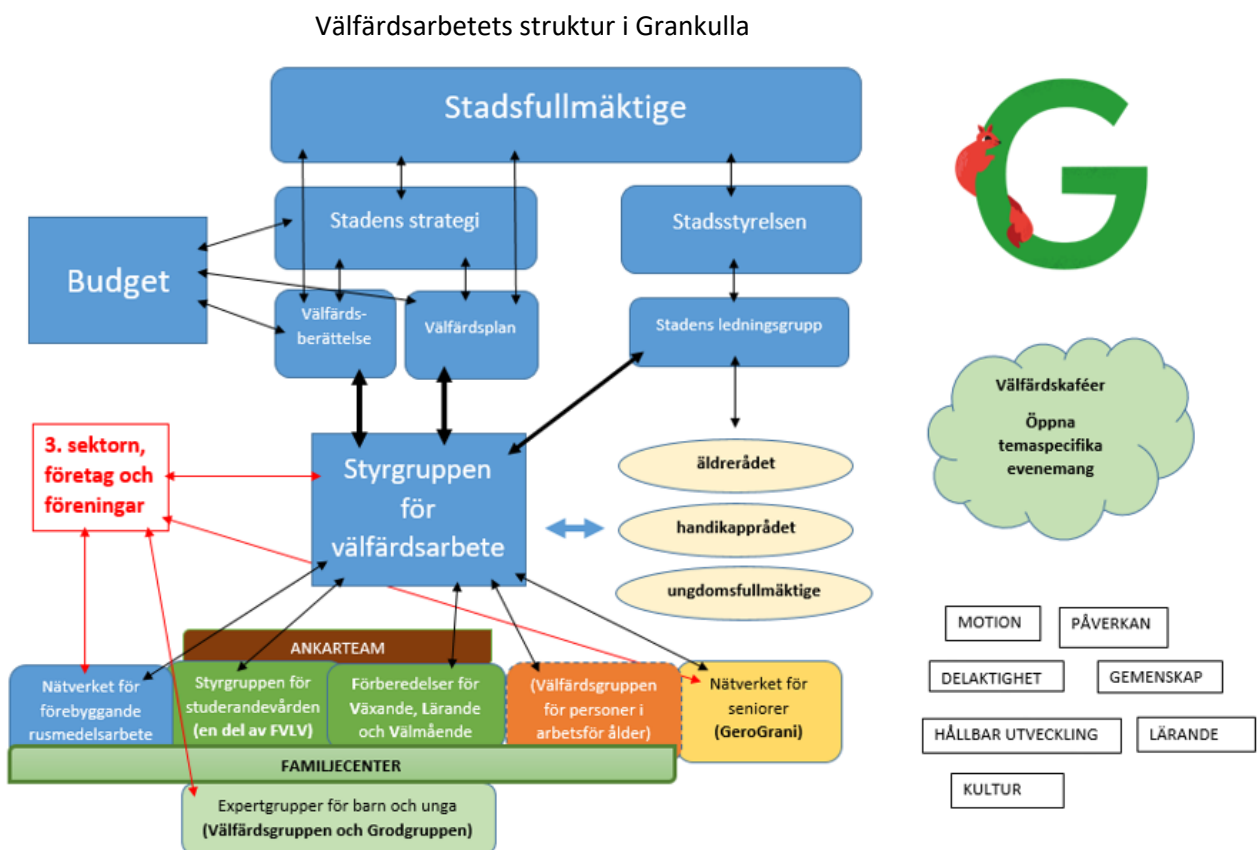 Välfärdsarbetets struktur i Grankulla
Stadsfullmäktige
Stadens strategi
Stadsstyrelsen
Budget
Välfärds-
berättelse
Välfärdsplan
Stadens ledningsgrupp
Välfärdskaféer
Öppna
temaspecifika
evenemang
3. sektorn,
företag och
föreningar
Styrgruppen
för
välfärdsarbete
äldrerådet
handikapprådet
ungdomsfullmäktige
ANKARTEAM
Nätverket för
förebyggande
rusmedelsarbete
Styrgruppen för
studerandevården
(en del av FVLV)
Förberedelser för
Växande, Lärande
och Välmående
(Välfärdsgruppen
för personer i
arbetsför ålder)
Nätverket för
seniorer
(GeroGrani)
FAMILJECENTER
Expertgrupper för barn och unga
(Välfärdsgruppen och Grodgruppen)
G
MOTION
PÅVERKAN
DELAKTIGHET
GEMENSKAP
HÅLLBAR UTVECKLING
LÄRANDE
KULTUR